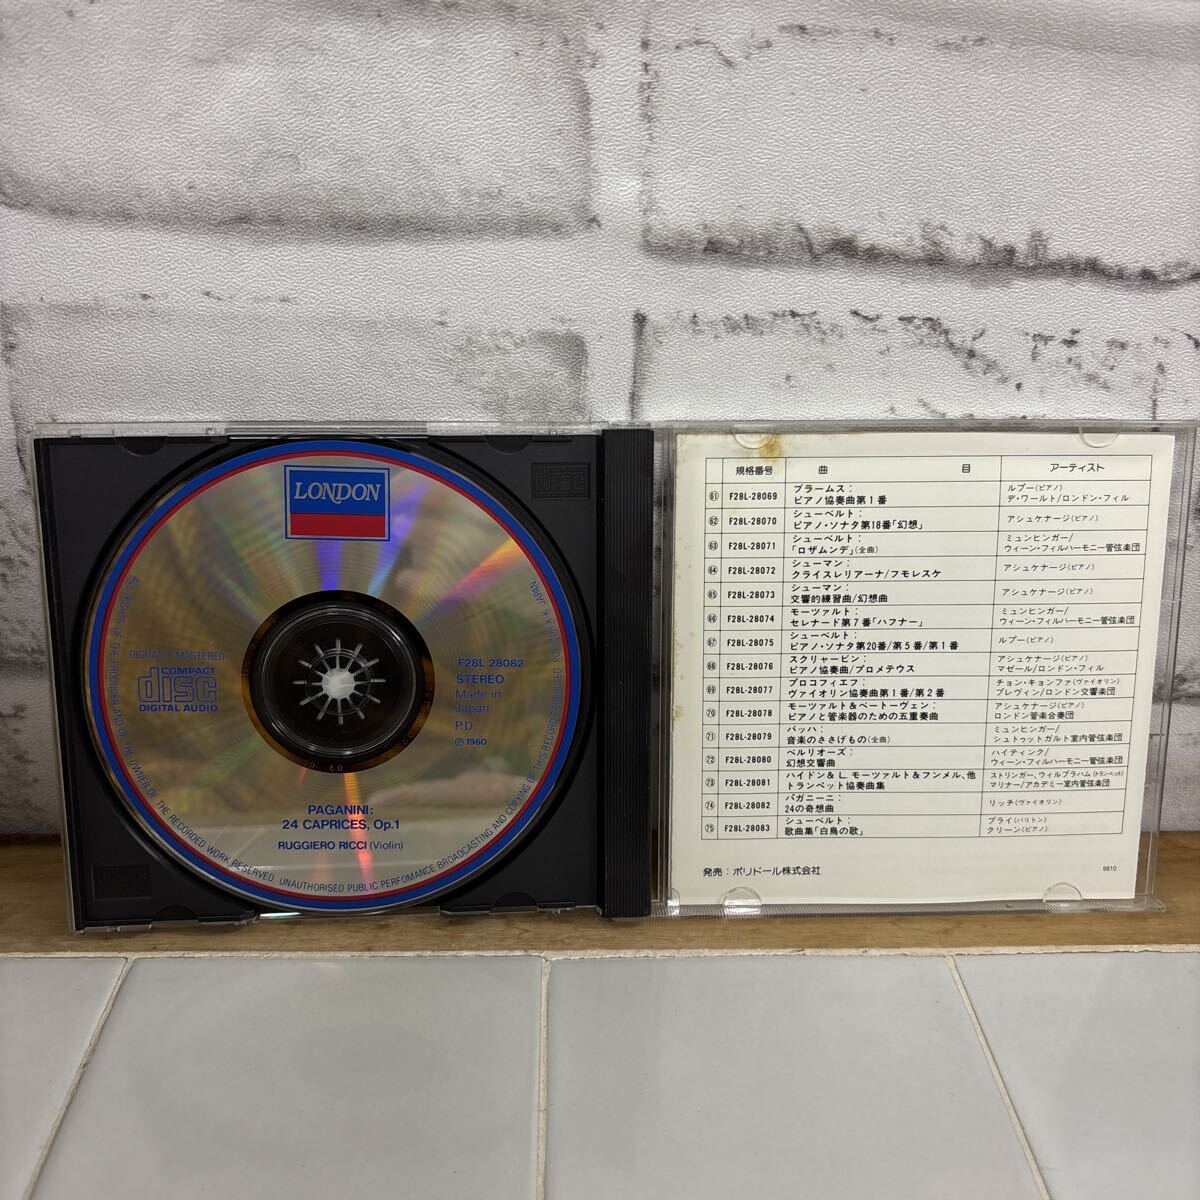 LONDON
DIGITALLY MASTERED
COMPACT
disc
DIGITAL AUDIO
F28L 28082
STEREO
Made in
Japan
P.D.
℗ 1960
PAGANINI:
24 CAPRICES, Op.1
RUGGIERO RICCI (Violin)
OF THE OWNER OF THE RECORDED WORK RESERVED UNAUTHORISED PUBLIC PERFOMANCE BROADCASTING AND COPYING OF THIS RECORD PROHIBITED
JAPAN
規格番号 曲 目 アーティスト
61 F28L-28069 ブラームス: ルプー(ピアノ)
ピアノ協奏曲第1番 デ・ワールト/ロンドン・フィル
62 F28L-28070 シューベルト: アシュケナージ(ピアノ)
ピアノ・ソナタ第18番「幻想」
63 F28L-28071 シューベルト: ミュンヒンガー/
「ロザムンデ」(全曲) ウィーン・フィルハーモニー管弦楽団
64 F28L-28072 シューマン: アシュケナージ(ピアノ)
クライスレリアーナ/フモレスケ
65 F28L-28073 シューマン: アシュケナージ(ピアノ)
交響的練習曲/幻想曲
66 F28L-28074 モーツァルト: ミュンヒンガー/
セレナード第7番「ハフナー」 ウィーン・フィルハーモニー管弦楽団
67 F28L-28075 シューベルト: ルプー(ピアノ)
ピアノ・ソナタ第20番/第5番/第1番
68 F28L-28076 スクリャービン: アシュケナージ(ピアノ)
ピアノ協奏曲/プロメテウス マゼール/ロンドン・フィル
69 F28L-28077 プロコフィエフ: チョン・キョンファ(ヴァイオリン)
ヴァイオリン協奏曲第1番/第2番 プレヴィン/ロンドン交響楽団
70 F28L-28078 モーツァルト&ベートーヴェン: アシュケナージ(ピアノ)
ピアノと管楽器のための五重奏曲 ロンドン管楽合奏団
71 F28L-28079 バッハ: ミュンヒンガー/
音楽のささげもの(全曲) シュトゥットガルト室内管弦楽団
72 F28L-28080 ベルリオーズ: ハイティンク/
幻想交響曲 ウィーン・フィルハーモニー管弦楽団
73 F28L-28081 ハイドン&L.モーツァルト&フンメル、他 ストリンガー、ウィルブラハム(トランペット)
トランペット協奏曲集 マリナー/アカデミー室内管弦楽団
74 F28L-28082 パガニーニ: リッチ(ヴァイオリン)
24の奇想曲
75 F28L-28083 シューベルト: プライ(バリトン)
歌曲集「白鳥の歌」 クリーン(ピアノ)
発売:ポリドール株式会社 8810